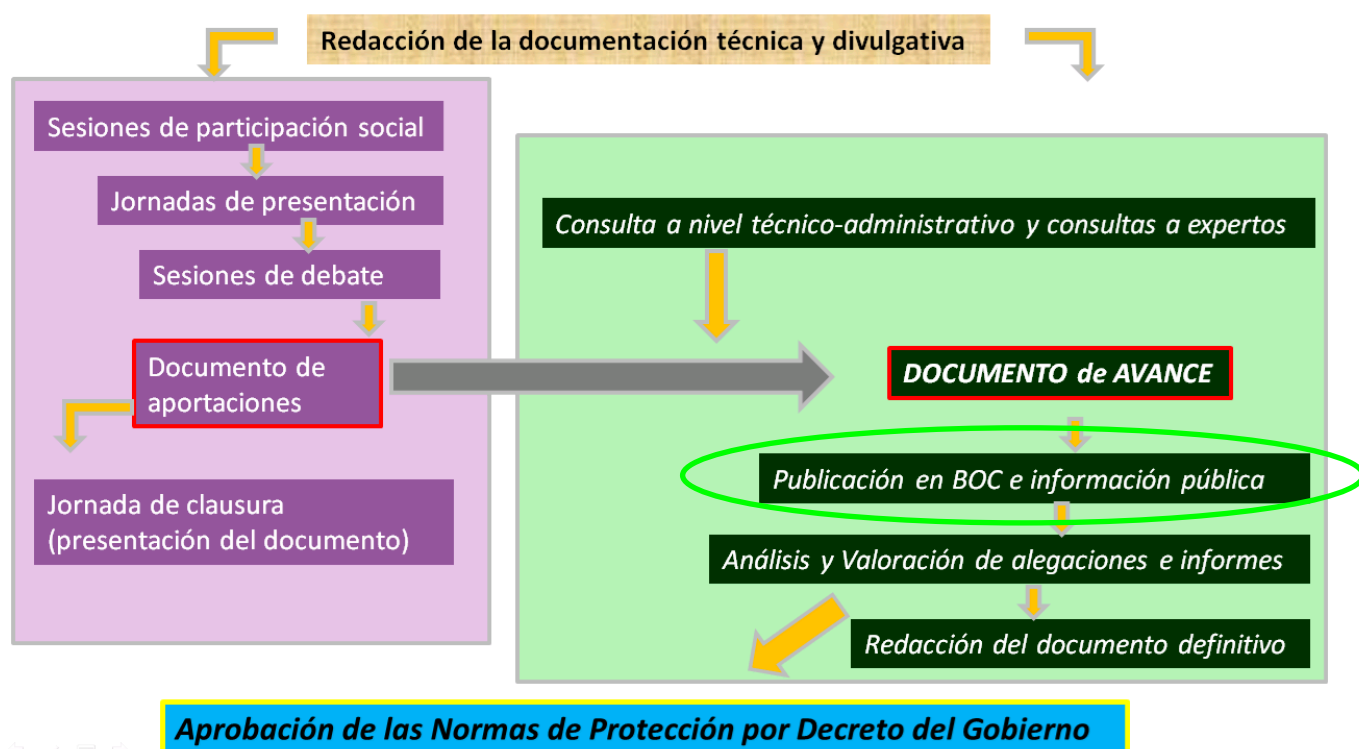 Redacción de la documentación técnica y divulgativa
Sesiones de participación social
Jornadas de presentación
Sesiones de debate
Documento de
aportaciones
Jornada de clausura
(presentación del documento)
Consulta a nivel técnico-administrativo y consultas a expertos
DOCUMENTO de AVANCE
Publicación en BOC e información pública
Análisis y Valoración de alegaciones e informes
Redacción del documento definitivo
Aprobación de las Normas de Protección por Decreto del Gobierno